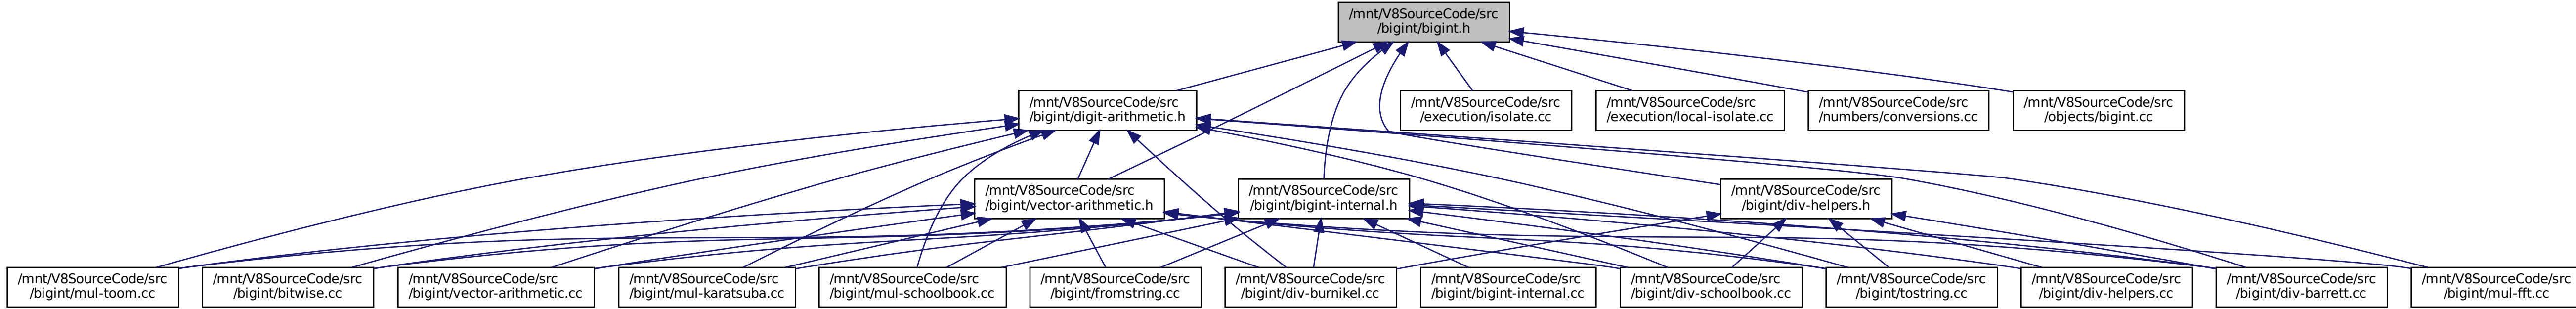 /mnt/V8SourceCode/src
/bigint/bigint.h
/mnt/V8SourceCode/src
/bigint/digit-arithmetic.h
/mnt/V8SourceCode/src
/execution/isolate.cc
/mnt/V8SourceCode/src
/execution/local-isolate.cc
/mnt/V8SourceCode/src
/numbers/conversions.cc
/mnt/V8SourceCode/src
/objects/bigint.cc
/mnt/V8SourceCode/src
/bigint/vector-arithmetic.h
/mnt/V8SourceCode/src
/bigint/bigint-internal.h
/mnt/V8SourceCode/src
/bigint/div-helpers.h
/mnt/V8SourceCode/src
/bigint/mul-toom.cc
/mnt/V8SourceCode/src
/bigint/bitwise.cc
/mnt/V8SourceCode/src
/bigint/vector-arithmetic.cc
/mnt/V8SourceCode/src
/bigint/mul-karatsuba.cc
/mnt/V8SourceCode/src
/bigint/mul-schoolbook.cc
/mnt/V8SourceCode/src
/bigint/fromstring.cc
/mnt/V8SourceCode/src
/bigint/div-burnikel.cc
/mnt/V8SourceCode/src
/bigint/bigint-internal.cc
/mnt/V8SourceCode/src
/bigint/div-schoolbook.cc
/mnt/V8SourceCode/src
/bigint/tostring.cc
/mnt/V8SourceCode/src
/bigint/div-helpers.cc
/mnt/V8SourceCode/src
/bigint/div-barrett.cc
/mnt/V8SourceCode/src
/bigint/mul-fft.cc